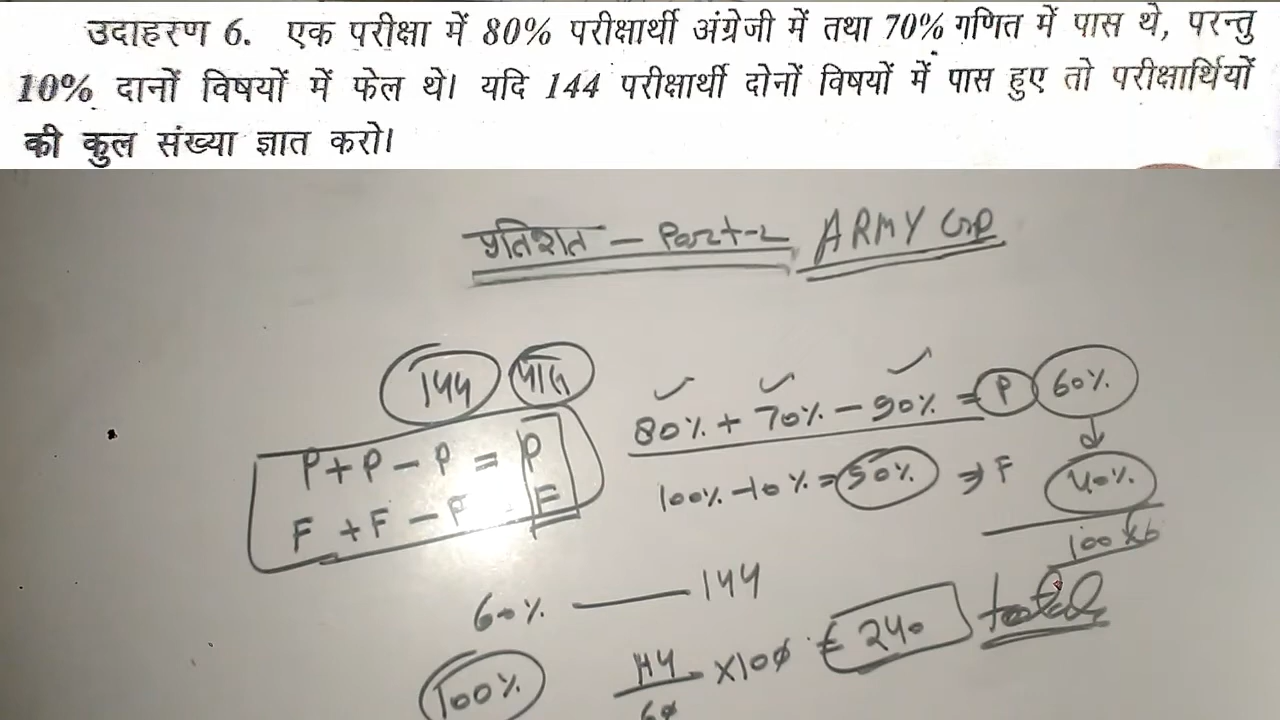 उदाहरण 6. एक परीक्षा में 80% परीक्षार्थी अंग्रेजी में तथा 70% गणित में पास थे, परन्तु
10% दानों विषयों में फेल थे। यदि 144 परीक्षार्थी दोनों विषयों में पास हुए तो परीक्षार्थियों
की कुल संख्या ज्ञात करो।
प्रतिशत – Part-2 ARMY GD
144 पास
P+P-P = P
F+F-F F
80% + 70% - 90% = P 60%
100% - 10% = 90% ⇒ F 40%
100%
60% — 144
100% 144/60 × 100 = 240 total